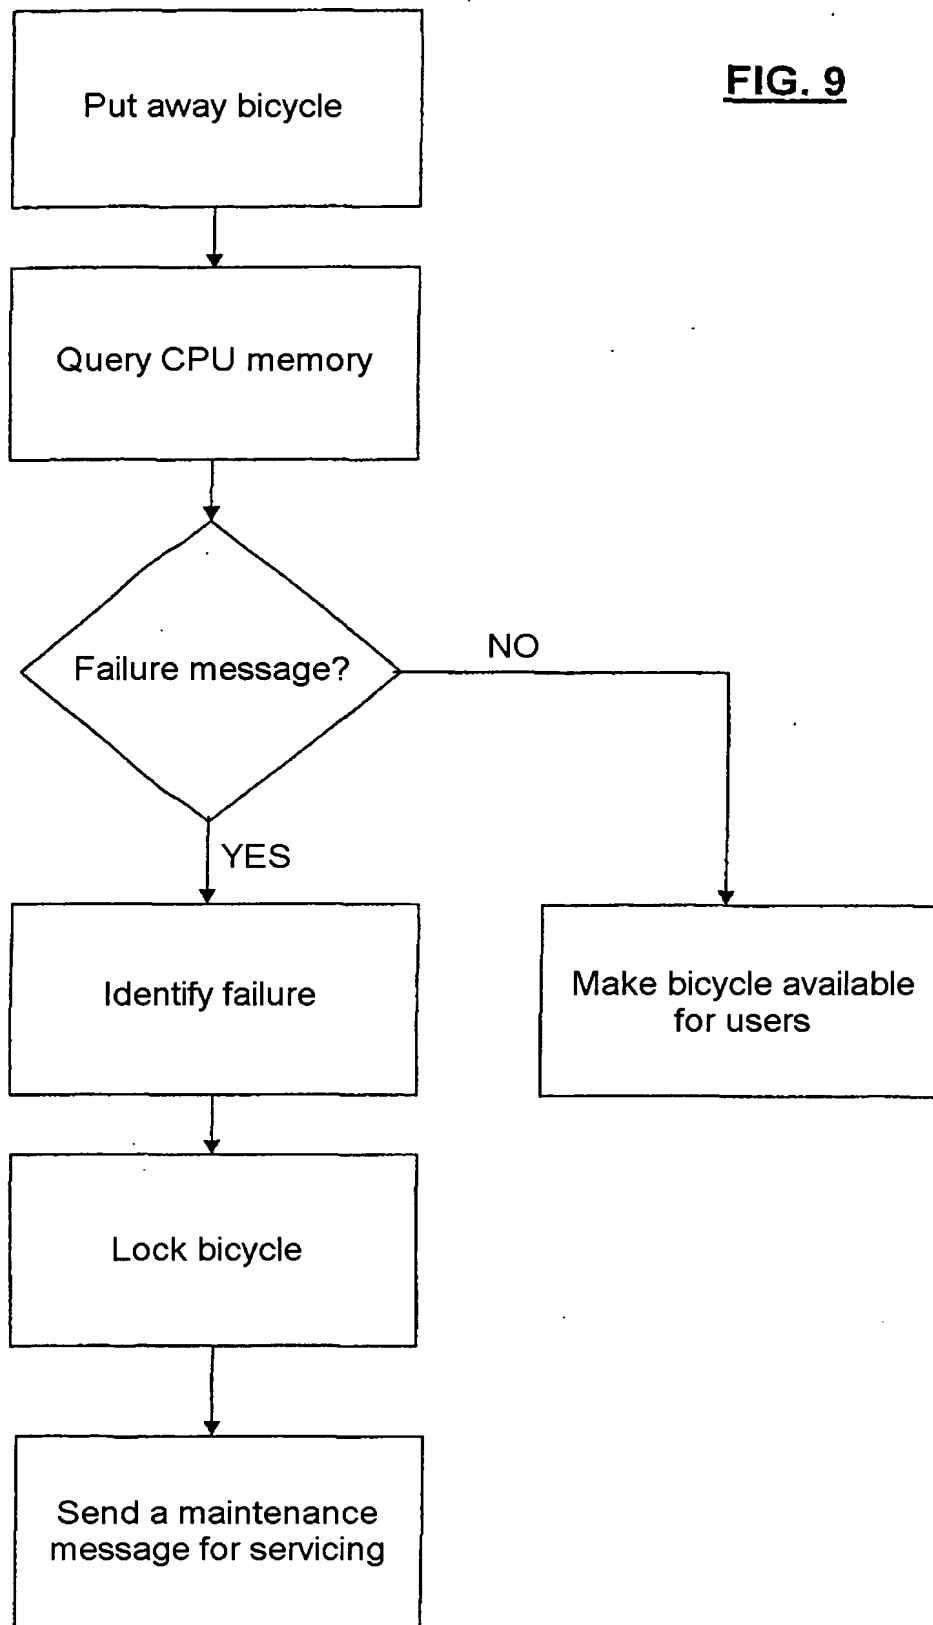 FIG. 9
Put away bicycle
Query CPU memory
Failure message?
NO
YES
Identify failure
Make bicycle available
for users
Lock bicycle
Send a maintenance
message for servicing